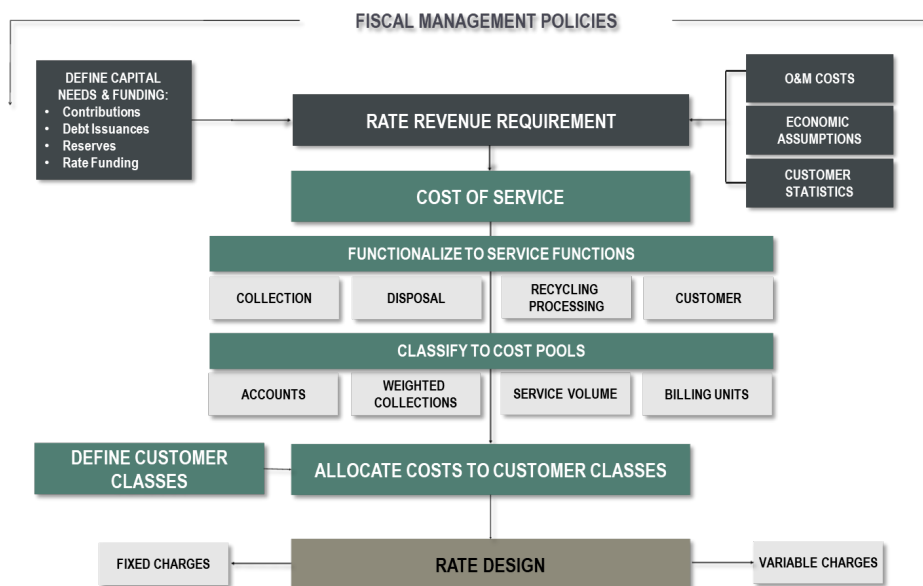 FISCAL MANAGEMENT POLICIES
DEFINE CAPITAL
NEEDS & FUNDING:
• Contributions
• Debt Issuances
• Reserves
• Rate Funding
RATE REVENUE REQUIREMENT
O&M COSTS
ECONOMIC
ASSUMPTIONS
CUSTOMER
STATISTICS
COST OF SERVICE
FUNCTIONALIZE TO SERVICE FUNCTIONS
COLLECTION
DISPOSAL
RECYCLING
PROCESSING
CUSTOMER
CLASSIFY TO COST POOLS
ACCOUNTS
WEIGHTED
COLLECTIONS
SERVICE VOLUME
BILLING UNITS
DEFINE CUSTOMER
CLASSES
ALLOCATE COSTS TO CUSTOMER CLASSES
FIXED CHARGES
RATE DESIGN
VARIABLE CHARGES